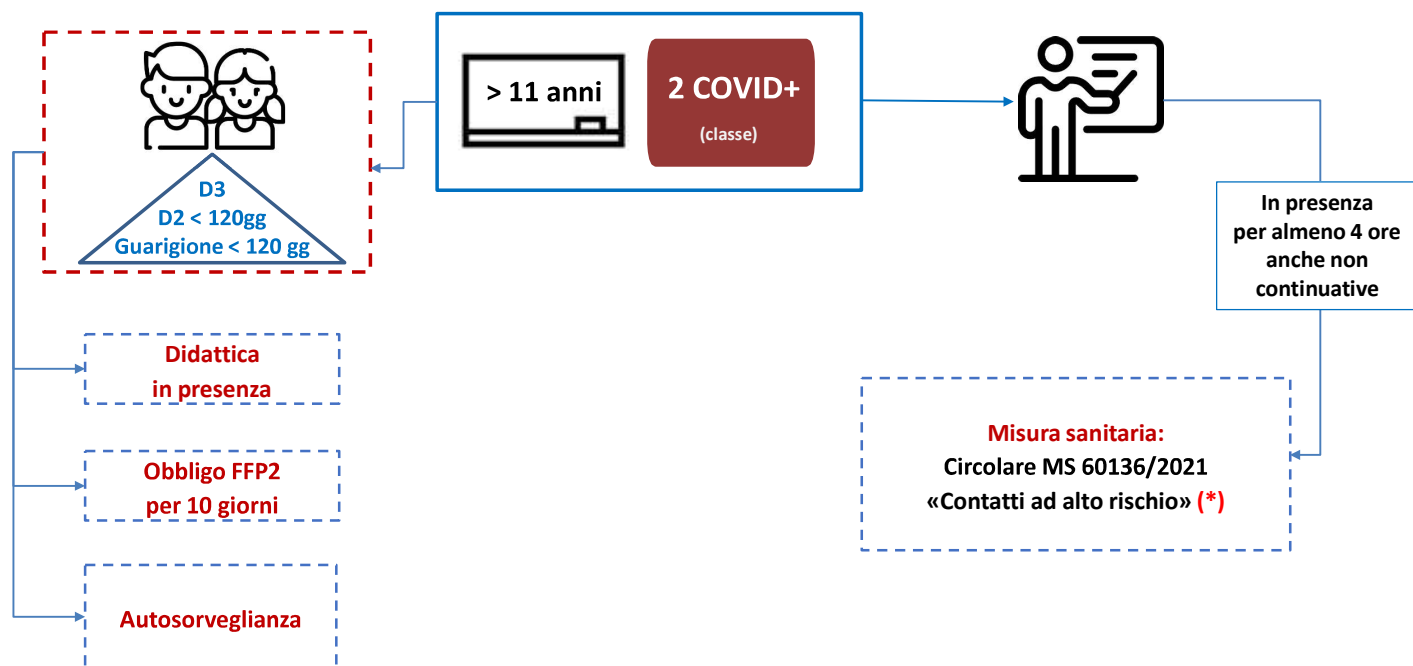 > 11 anni
2 COVID+
(classe)
D3
D2 < 120gg
Guarigione < 120 gg
In presenza
per almeno 4 ore
anche non
continuative
Didattica
in presenza
Obbligo FFP2
per 10 giorni
Autosorveglianza
Misura sanitaria:
Circolare MS 60136/2021
«Contatti ad alto rischio» (*)